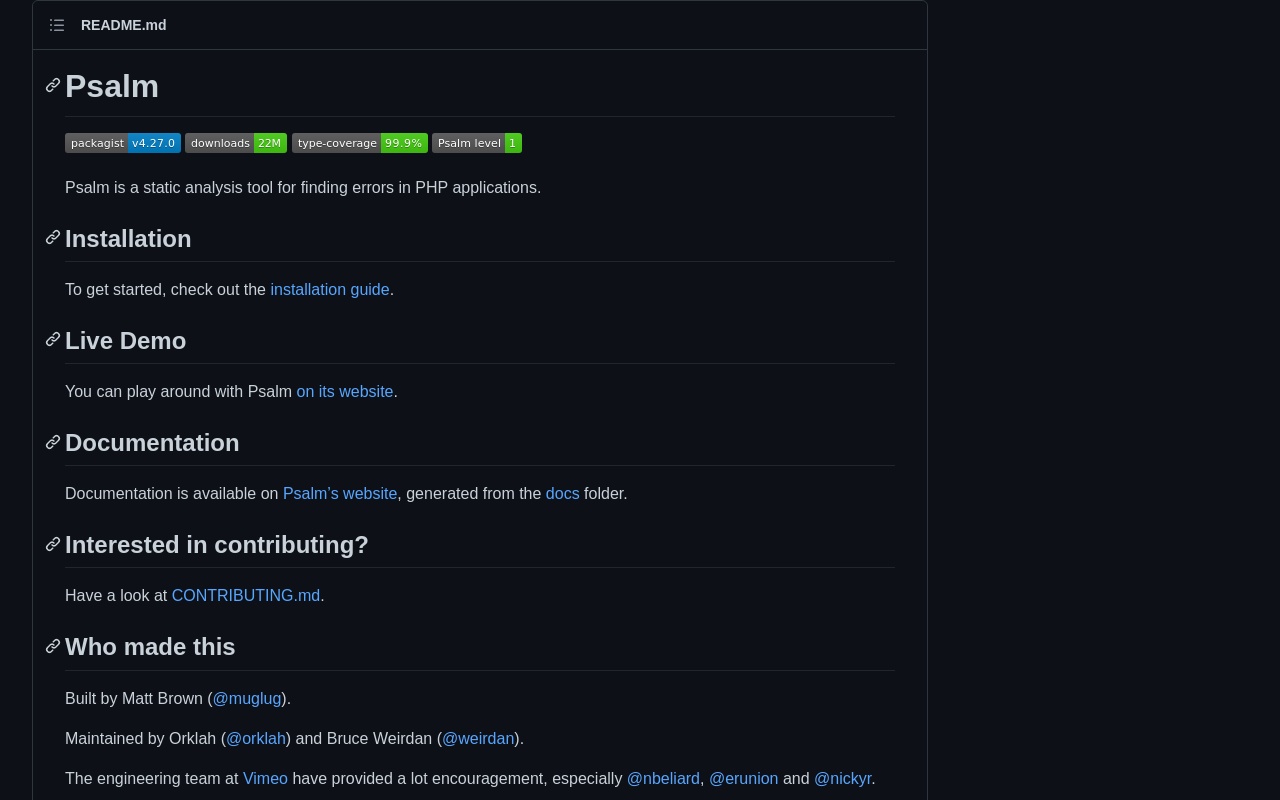 README.md
Psalm
packagist v4.27.0 downloads 22M type-coverage 99.9% Psalm level 1
Psalm is a static analysis tool for finding errors in PHP applications.
Installation
To get started, check out the installation guide.
Live Demo
You can play around with Psalm on its website.
Documentation
Documentation is available on Psalm’s website, generated from the docs folder.
Interested in contributing?
Have a look at CONTRIBUTING.md.
Who made this
Built by Matt Brown (@muglug).
Maintained by Orklah (@orklah) and Bruce Weirdan (@weirdan).
The engineering team at Vimeo have provided a lot encouragement, especially @nbeliard, @erunion and @nickyr.